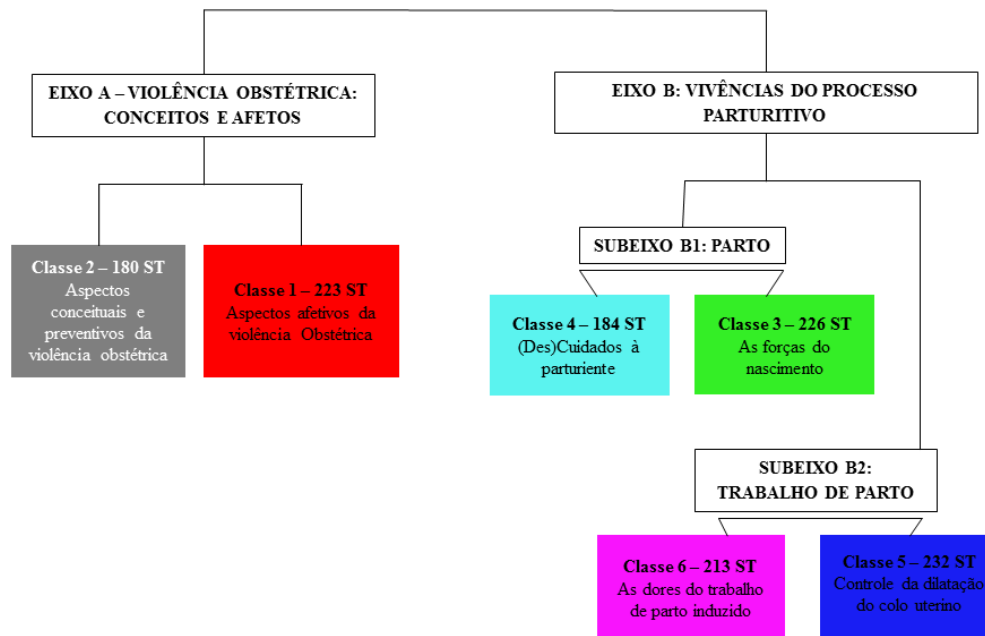 EIXO A – VIOLÊNCIA OBSTÉTRICA:
CONCEITOS E AFETOS
EIXO B: VIVÊNCIAS DO PROCESSO
PARTURITIVO
SUBEIXO B1: PARTO
Classe 2 – 180 ST
Aspectos
conceituais e
preventivos da
violência obstétrica
Classe 1 – 223 ST
Aspectos afetivos da
violência Obstétrica
Classe 4 – 184 ST
(Des)Cuidados à
parturiente
Classe 3 – 226 ST
As forças do
nascimento
SUBEIXO B2:
TRABALHO DE PARTO
Classe 6 – 213 ST
As dores do trabalho
de parto induzido
Classe 5 – 232 ST
Controle da dilatação
do colo uterino